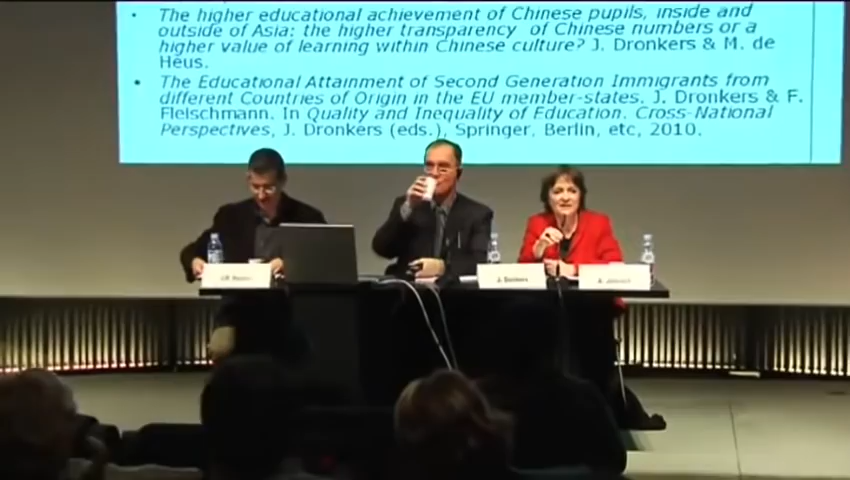 • The higher educational achievement of Chinese pupils, inside and
outside of Asia: the higher transparency of Chinese numbers or a
higher value of learning within Chinese culture? J. Dronkers & M. de
Heus.
• The Educational Attainment of Second Generation Immigrants from
different Countries of Origin in the EU member-states. J. Dronkers & F.
Fleischmann. In Quality and Inequality of Education. Cross-National
Perspectives, J. Dronkers (eds.), Springer, Berlin, etc, 2010.
J. Dronkers